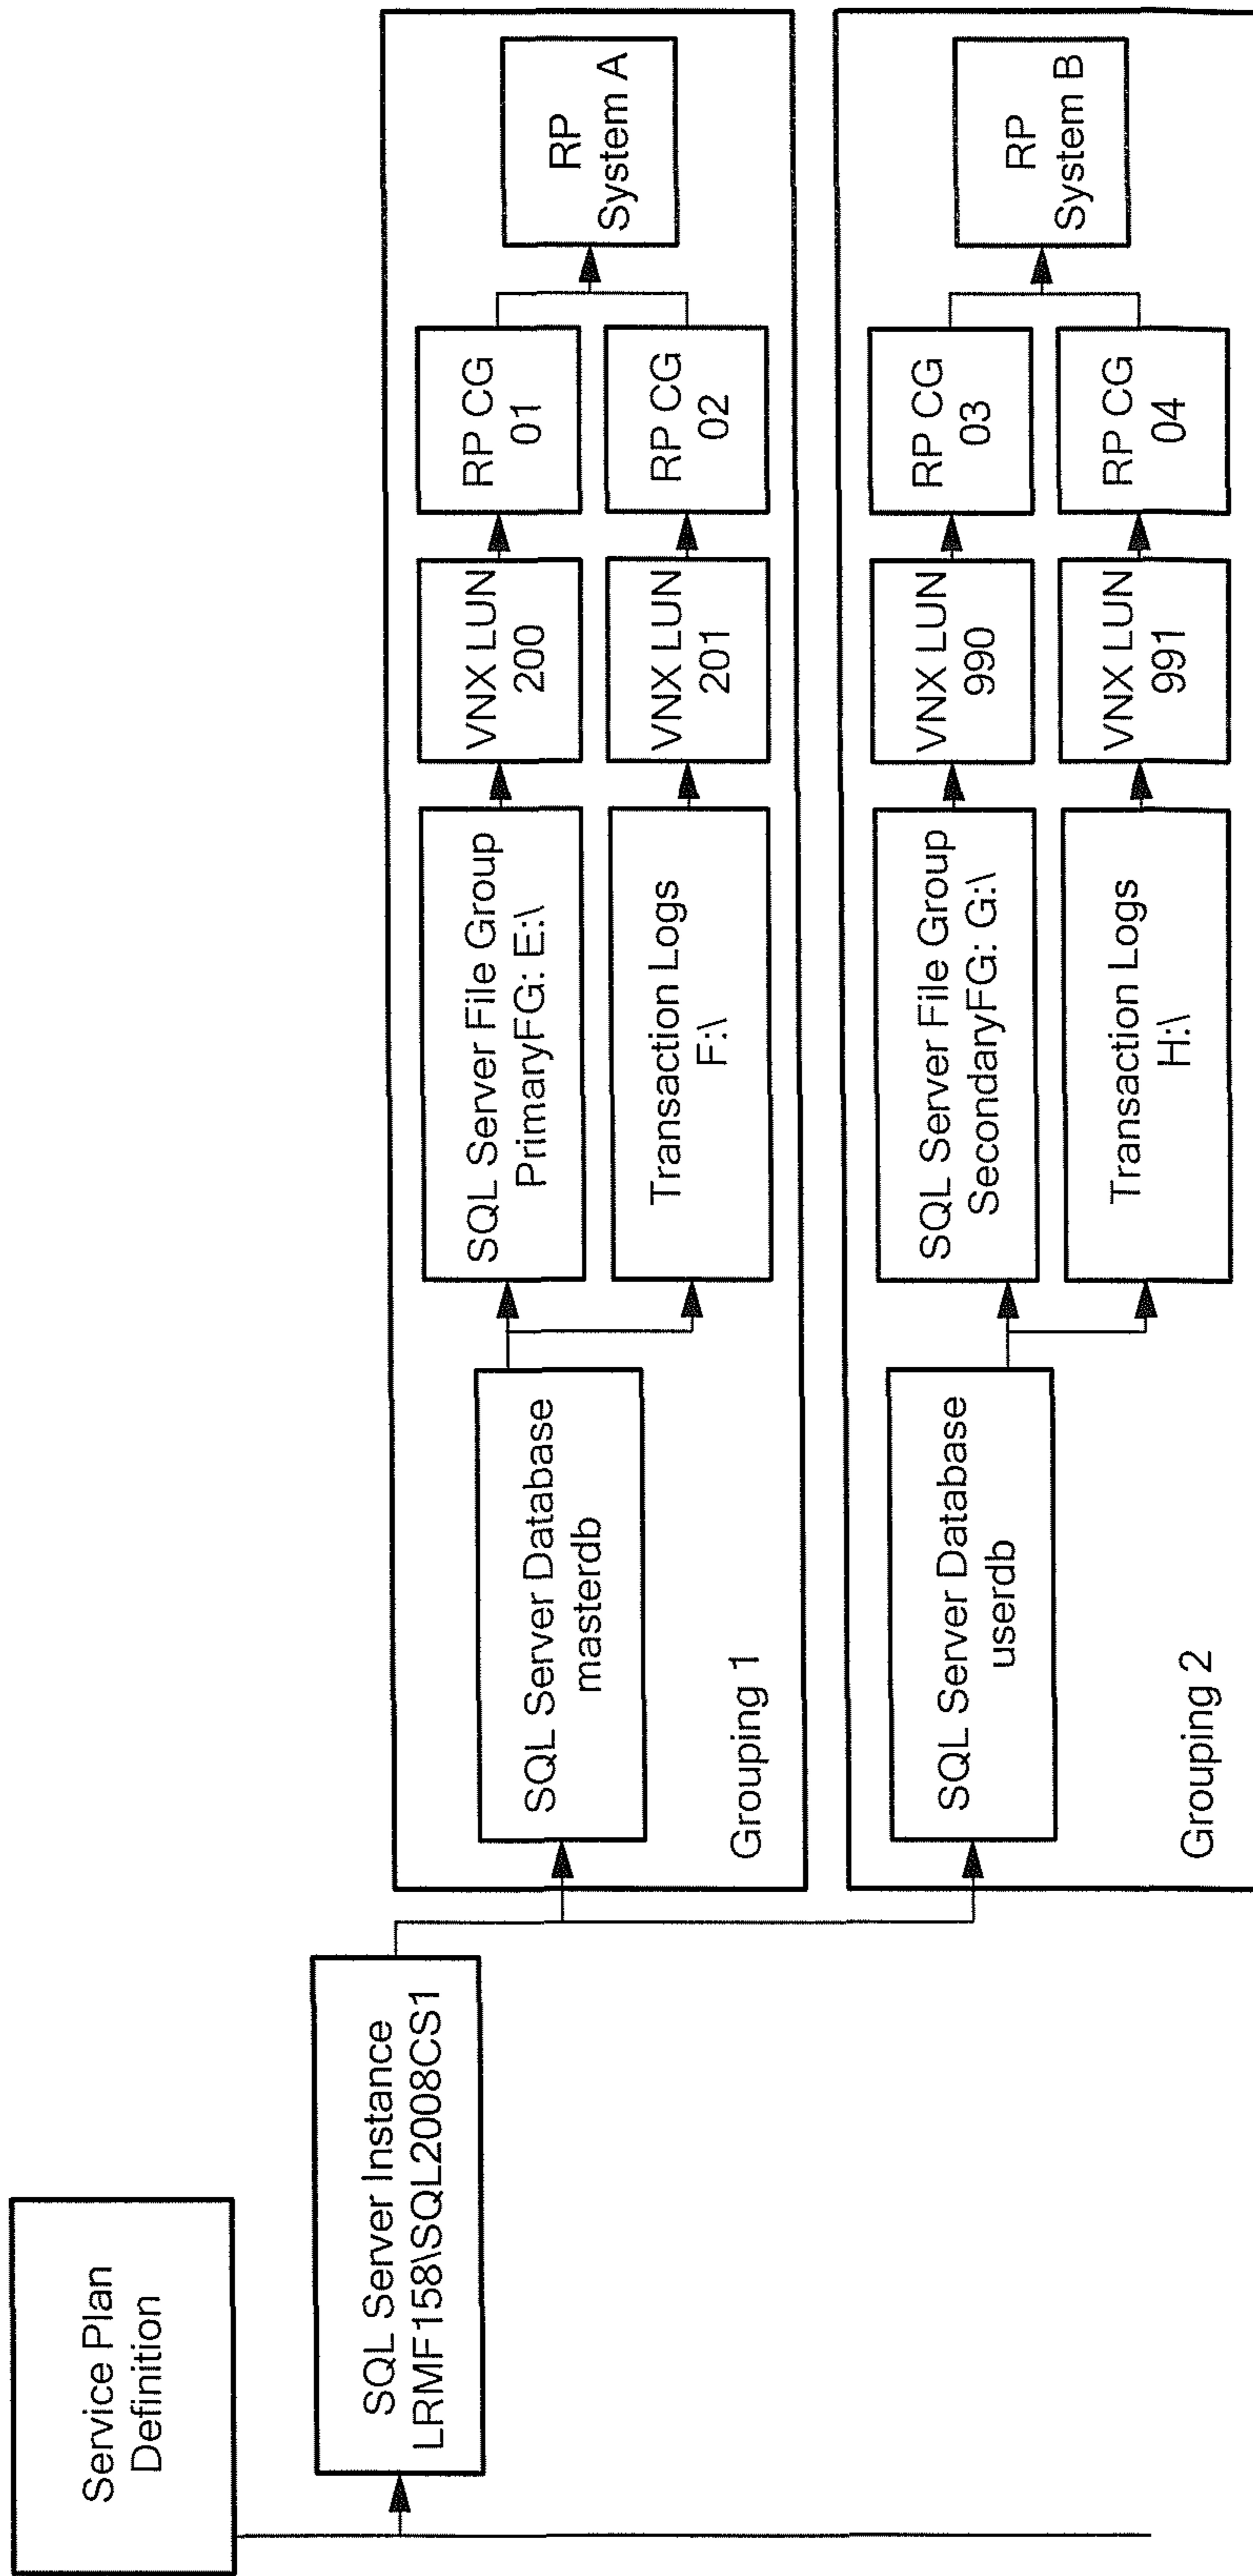 Service Plan
Definition
SQL Server Instance
LRMF158\SQL2008CS1
SQL Server Database
masterdb
SQL Server File Group
PrimaryFG: E:\
VNX LUN
200
RP CG
01
RP
System A
Transaction Logs
F:\
VNX LUN
201
RP CG
02
Grouping 1
SQL Server Database
userdb
SQL Server File Group
SecondaryFG: G:\
VNX LUN
990
RP CG
03
RP
System B
Transaction Logs
H:\
VNX LUN
991
RP CG
04
Grouping 2